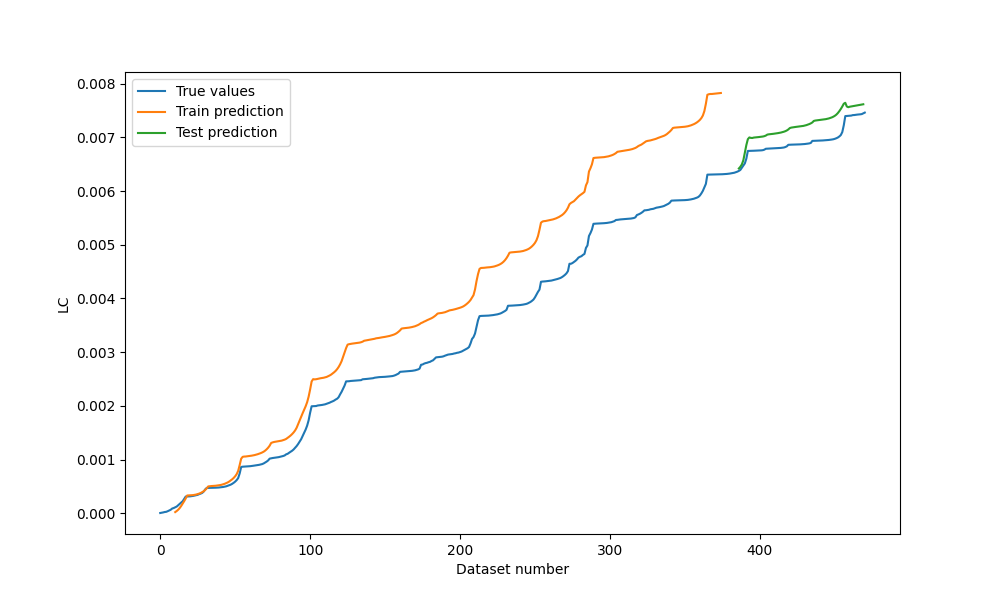 True values
Train prediction
Test prediction
0.008
0.007
0.006
0.005
0.004
0.003
0.002
0.001
0.000
LC
0 100 200 300 400
Dataset number